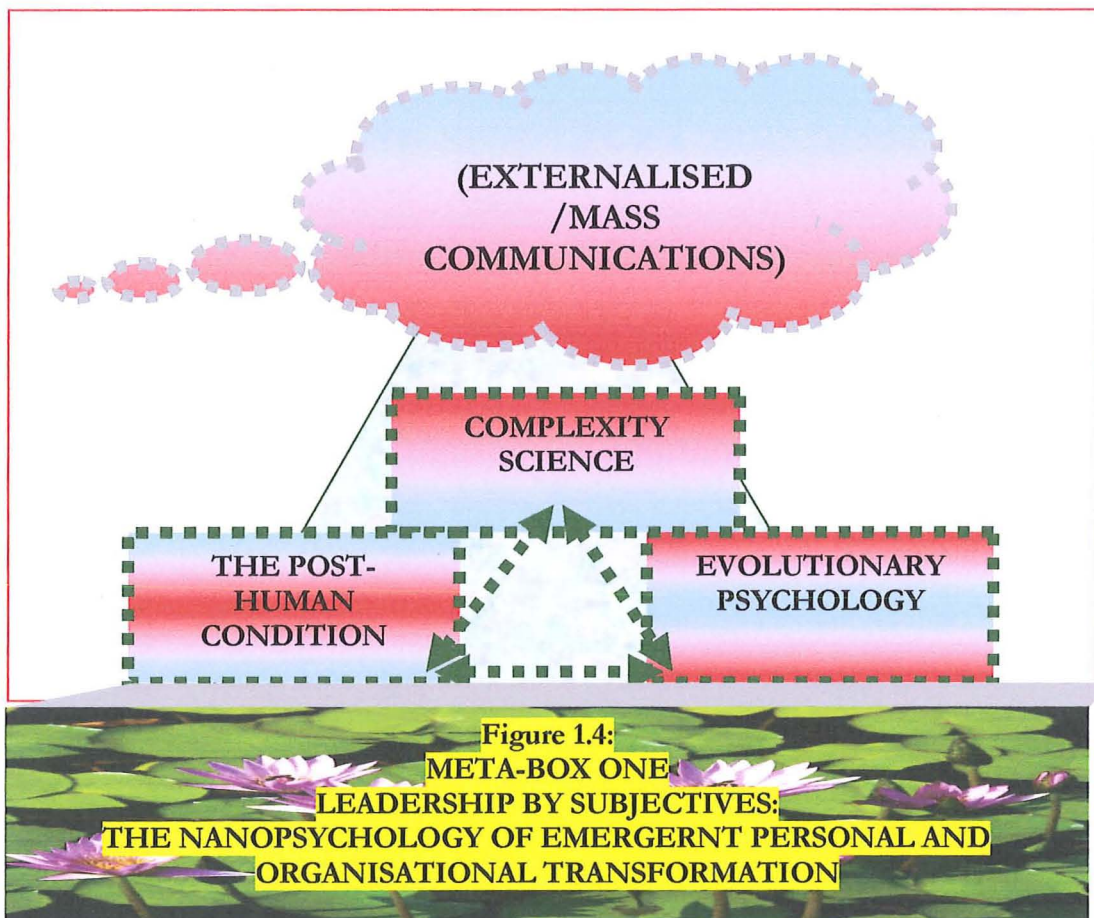 (EXTERNALISED
/MASS
COMMUNICATIONS)
COMPLEXITY
SCIENCE
THE POST-
HUMAN
CONDITION
EVOLUTIONARY
PSYCHOLOGY
Figure 1.4:
META-BOX ONE
LEADERSHIP BY SUBJECTIVES:
THE NANOPSYCHOLOGY OF EMERGERNT PERSONAL AND
ORGANISATIONAL TRANSFORMATION